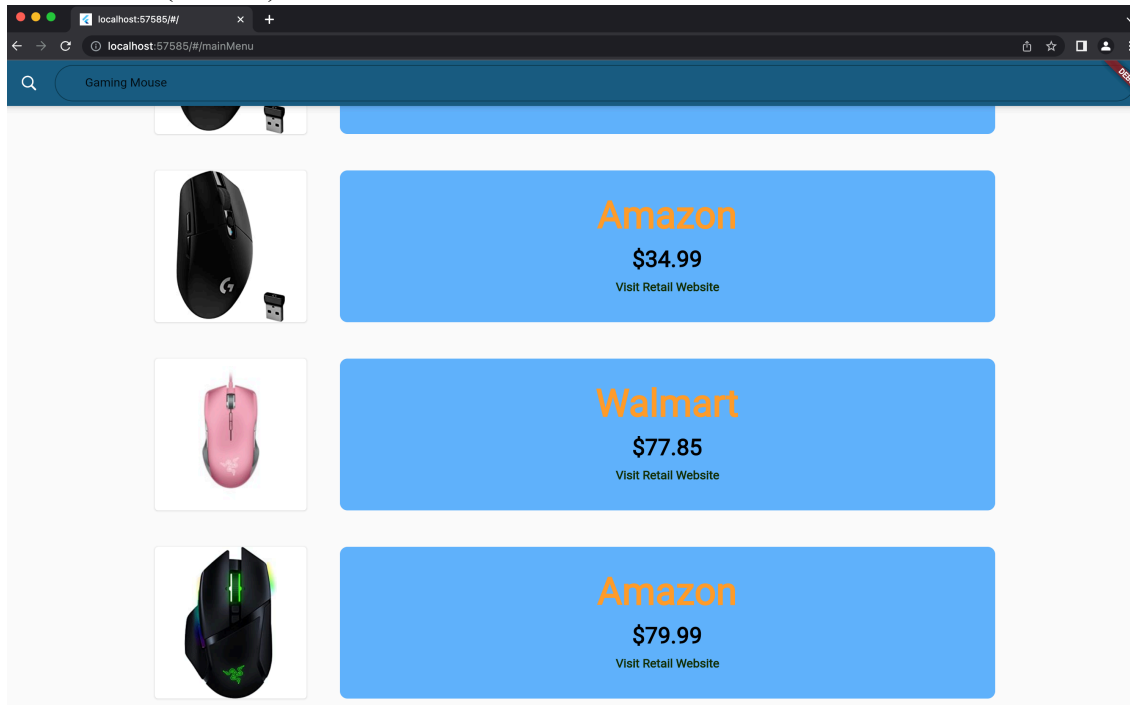 localhost:57585/#/
localhost:57585/#/mainMenu
Gaming Mouse
Amazon
$34.99
Visit Retail Website
Walmart
$77.85
Visit Retail Website
Amazon
$79.99
Visit Retail Website